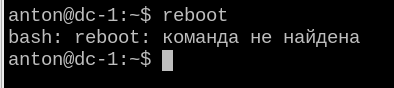 anton@dc-1:~$ reboot
bash: reboot: команда не найдена
anton@dc-1:~$